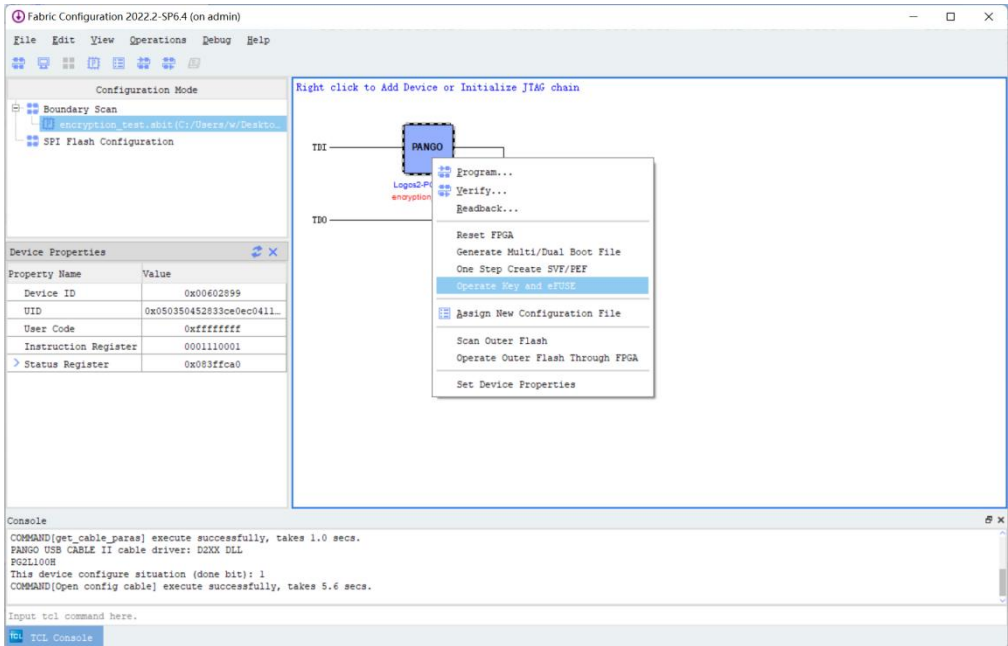 Fabric Configuration 2022.2-SP6.4 (on admin)
File Edit View Operations Debug Help
Configuration Mode
Boundary Scan
encryption_test.sbit(C:/Users/w/Deskto...
SPI Flash Configuration
Device Properties
Property Name Value
Device ID 0x00602899
UID 0x050350452833ce0ec0411...
User Code 0xffffffff
Instruction Register 0001110001
Status Register 0x083ffca0
Right click to Add Device or Initialize JTAG chain
TDI
PANGO
Logos2-PG
encryption
TDO
Program...
Verify...
Readback...
Reset FPGA
Generate Multi/Dual Boot File
One Step Create SVF/PEF
Operate Key and eFUSE
Assign New Configuration File
Scan Outer Flash
Operate Outer Flash Through FPGA
Set Device Properties
Console
COMMAND[get_cable_paras] execute successfully, takes 1.0 secs.
PANGO USB CABLE II cable driver: D2XX DLL
PG2L100H
This device configure situation (done bit): 1
COMMAND[Open config cable] execute successfully, takes 5.6 secs.
Input tcl command here.
TCL TCL Console